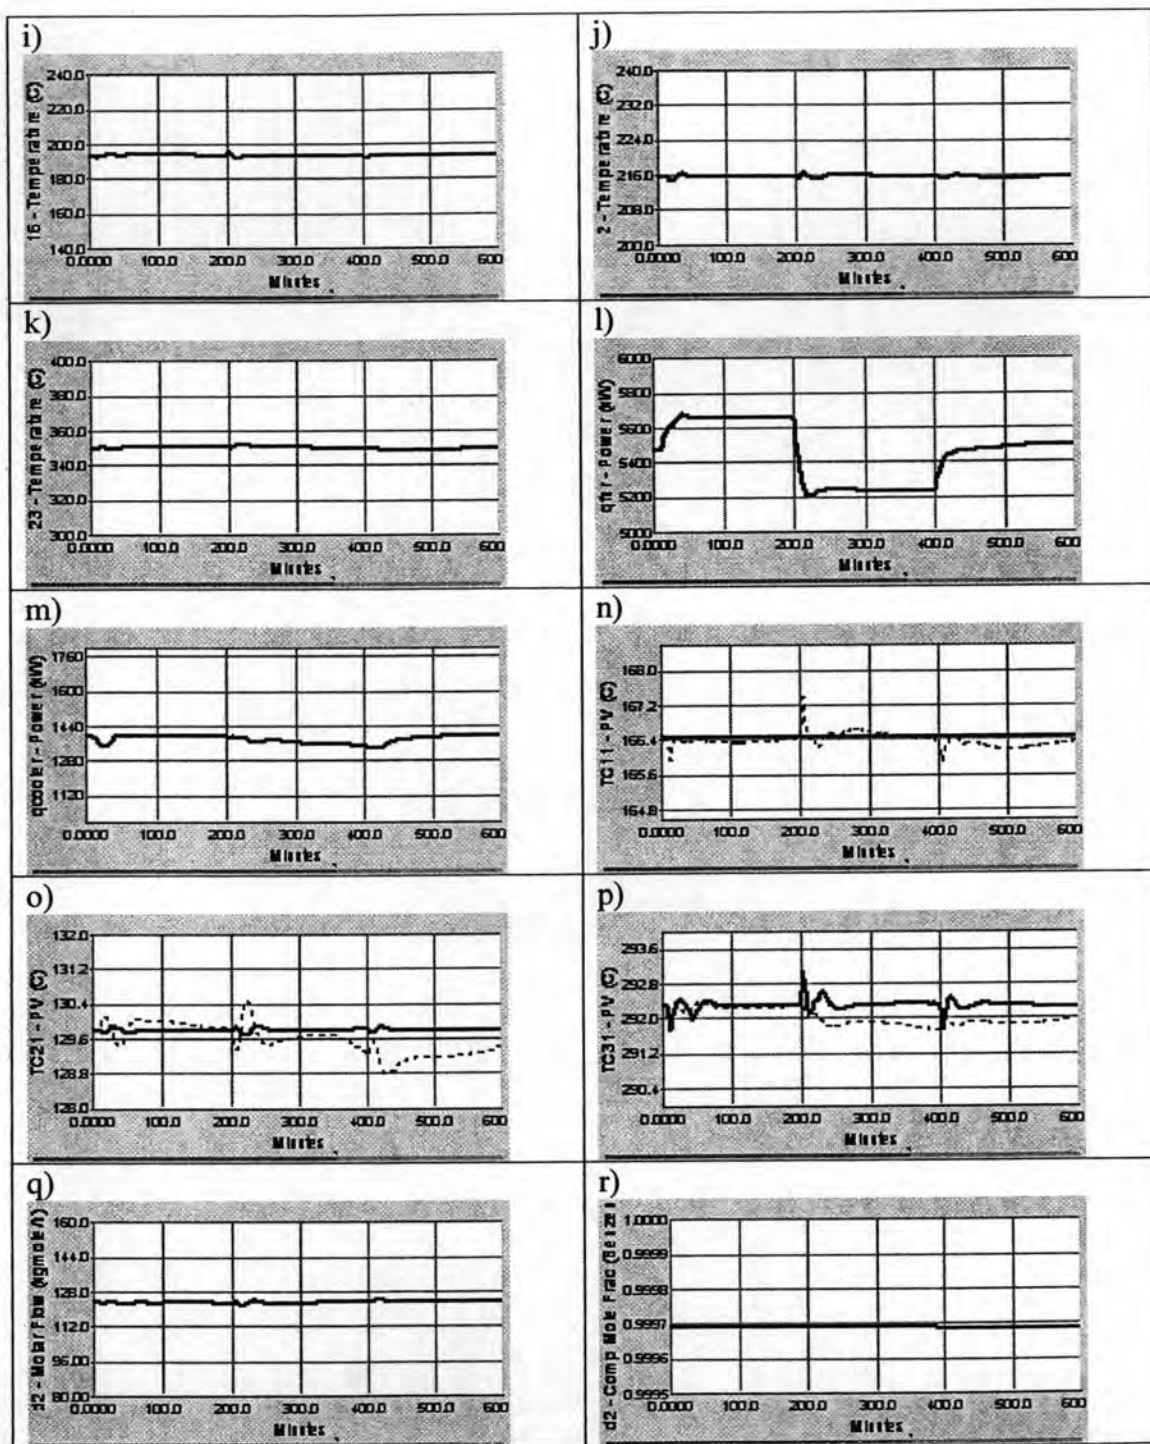 i)
16 - Temperature (C)
240.0
220.0
200.0
180.0
160.0
140.0
0.0000 100.0 200.0 300.0 400.0 500.0 600
Minutes
j)
2 - Temperature (C)
240.0
232.0
224.0
216.0
208.0
200.0
0.0000 100.0 200.0 300.0 400.0 500.0 600
Minutes
k)
23 - Temperature (C)
400.0
380.0
360.0
340.0
320.0
300.0
0.0000 100.0 200.0 300.0 400.0 500.0 600
Minutes
l)
Power (kW)
6000
5800
5600
5400
5200
5000
0.0000 100.0 200.0 300.0 400.0 500.0 600
Minutes
m)
qcooler - Power (kW)
1760
1600
1440
1280
1120
0.0000 100.0 200.0 300.0 400.0 500.0 600
Minutes
n)
TC11 - PV (C)
168.0
167.2
166.4
165.6
164.8
0.0000 100.0 200.0 300.0 400.0 500.0 600
Minutes
o)
TC21 - PV (C)
132.0
131.2
130.4
129.6
128.8
128.0
0.0000 100.0 200.0 300.0 400.0 500.0 600
Minutes
p)
TC31 - PV (C)
293.6
292.8
292.0
291.2
290.4
0.0000 100.0 200.0 300.0 400.0 500.0 600
Minutes
q)
d2 - Molar Flow (kgmole/h)
160.0
144.0
128.0
112.0
96.00
80.00
0.0000 100.0 200.0 300.0 400.0 500.0 600
Minutes
r)
d2 - Comp Mole Frac (Benzen
1.0000
0.9999
0.9998
0.9997
0.9996
0.9995
0.0000 100.0 200.0 300.0 400.0 500.0 600
Minutes